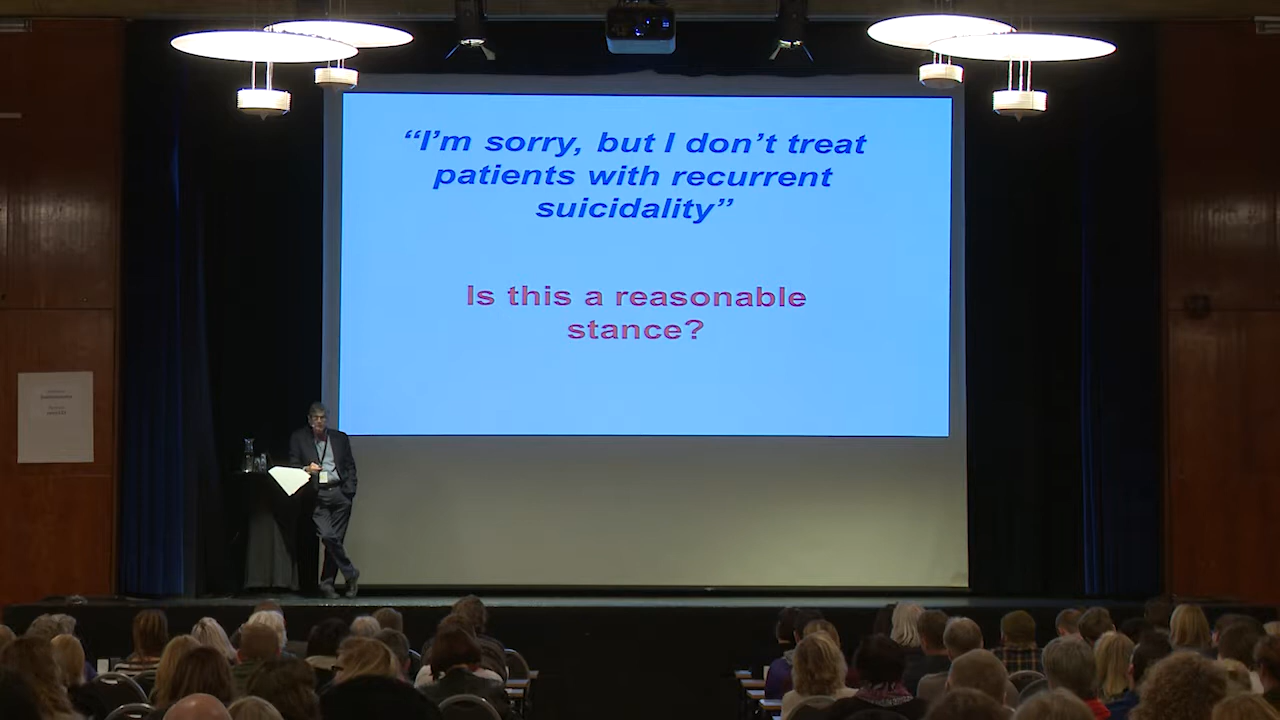 “I’m sorry, but I don’t treat
patients with recurrent
suicidality”
Is this a reasonable
stance?